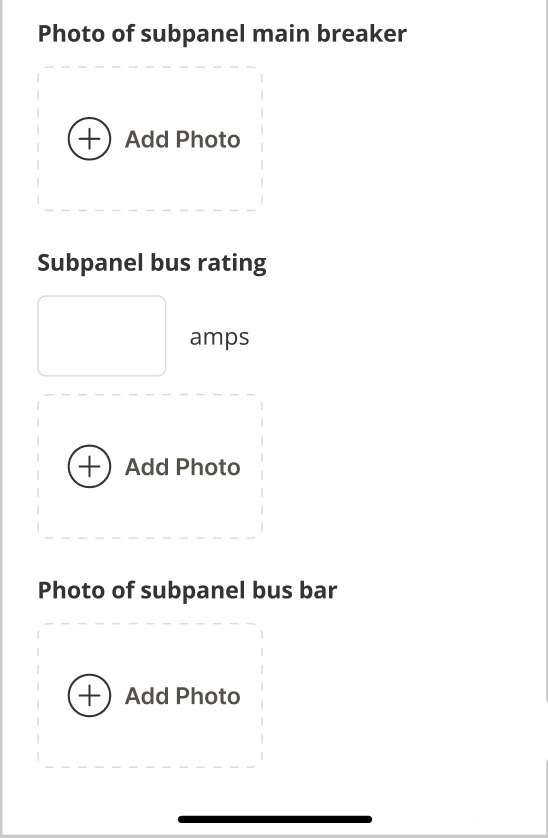 Photo of subpanel main breaker
Add Photo
Subpanel bus rating
amps
Add Photo
Photo of subpanel bus bar
Add Photo